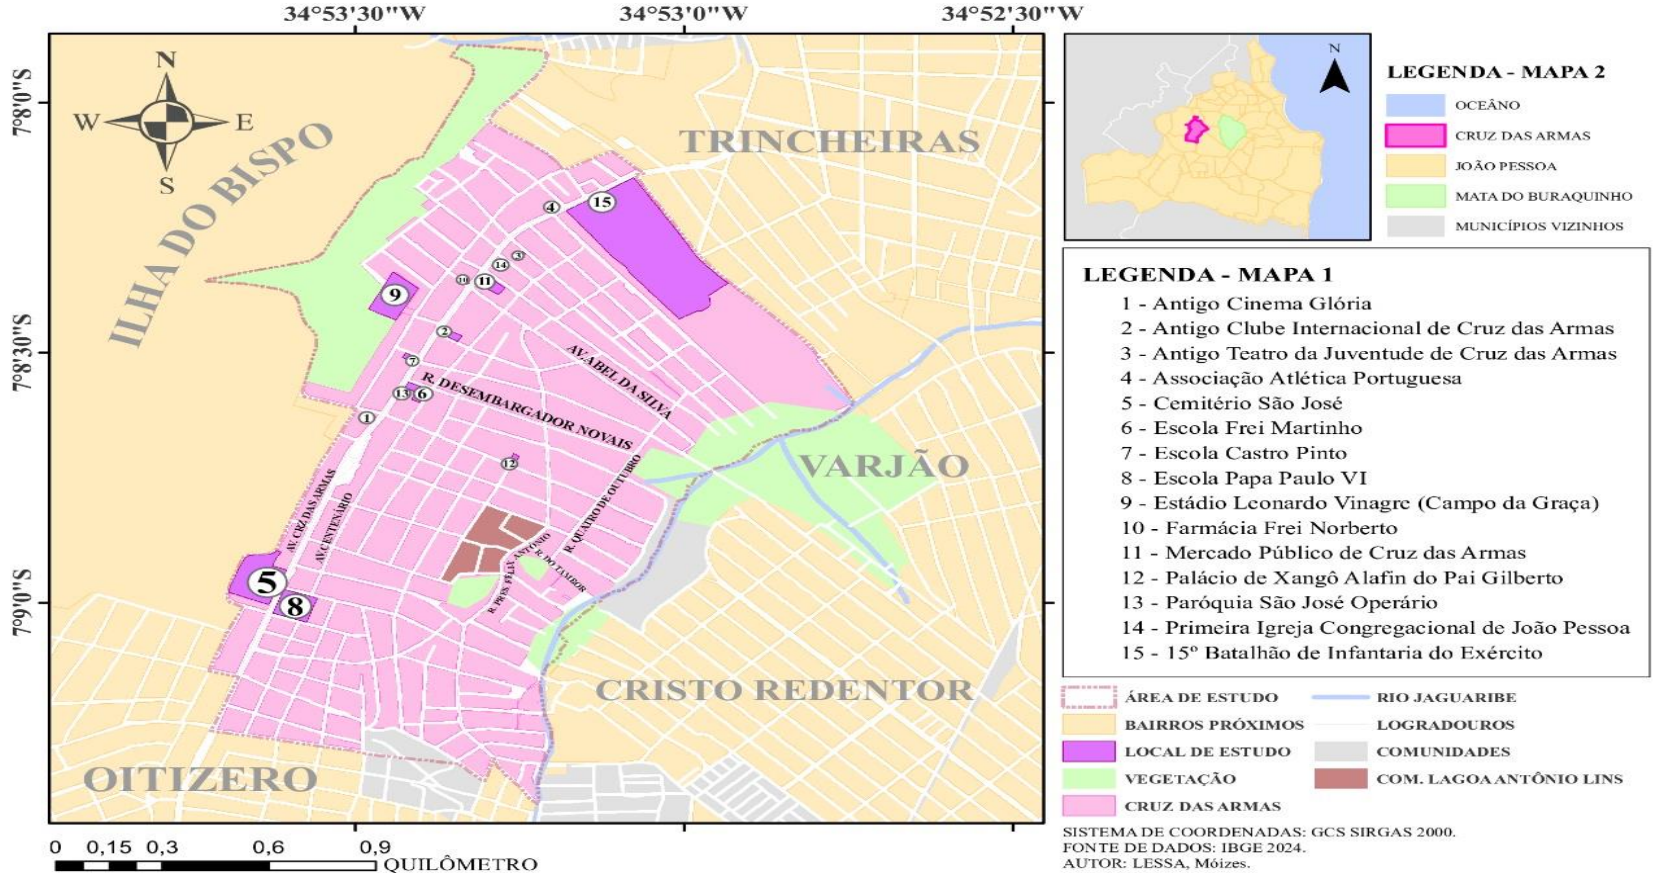 34°53'30"W
34°53'0"W
34°52'30"W
7°8'0"S
7°8'30"S
7°9'0"S
N
W
E
S
ILHA DO BISPO
TRINCHEIRAS
VARJÃO
CRISTO REDENTOR
OITIZERO
4
15
3
14
10
11
9
2
7
13
6
1
12
5
8
AV. ABEL DA SILVA
R. DESEMBARGADOR NOVAIS
R. QUATRO DE OUTUBRO
AV. CRZ DAS ARMAS
AV. CENTENÁRIO
R. PRES. FÉLIX ANTÔNIO
R. DO TAMBOR
0 0,15 0,3 0,6 0,9
QUILÔMETRO
N
LEGENDA - MAPA 2
OCEÂNO
CRUZ DAS ARMAS
JOÃO PESSOA
MATA DO BURAQUINHO
MUNICÍPIOS VIZINHOS
LEGENDA - MAPA 1
1 - Antigo Cinema Glória
2 - Antigo Clube Internacional de Cruz das Armas
3 - Antigo Teatro da Juventude de Cruz das Armas
4 - Associação Atlética Portuguesa
5 - Cemitério São José
6 - Escola Frei Martinho
7 - Escola Castro Pinto
8 - Escola Papa Paulo VI
9 - Estádio Leonardo Vinagre (Campo da Graça)
10 - Farmácia Frei Norberto
11 - Mercado Público de Cruz das Armas
12 - Palácio de Xangô Alafin do Pai Gilberto
13 - Paróquia São José Operário
14 - Primeira Igreja Congregacional de João Pessoa
15 - 15º Batalhão de Infantaria do Exército
ÁREA DE ESTUDO
BAIRROS PRÓXIMOS
LOCAL DE ESTUDO
VEGETAÇÃO
CRUZ DAS ARMAS
RIO JAGUARIBE
LOGRADOUROS
COMUNIDADES
COM. LAGOA ANTÔNIO LINS
SISTEMA DE COORDENADAS: GCS SIRGAS 2000.
FONTE DE DADOS: IBGE 2024.
AUTOR: LESSA, Móizes.